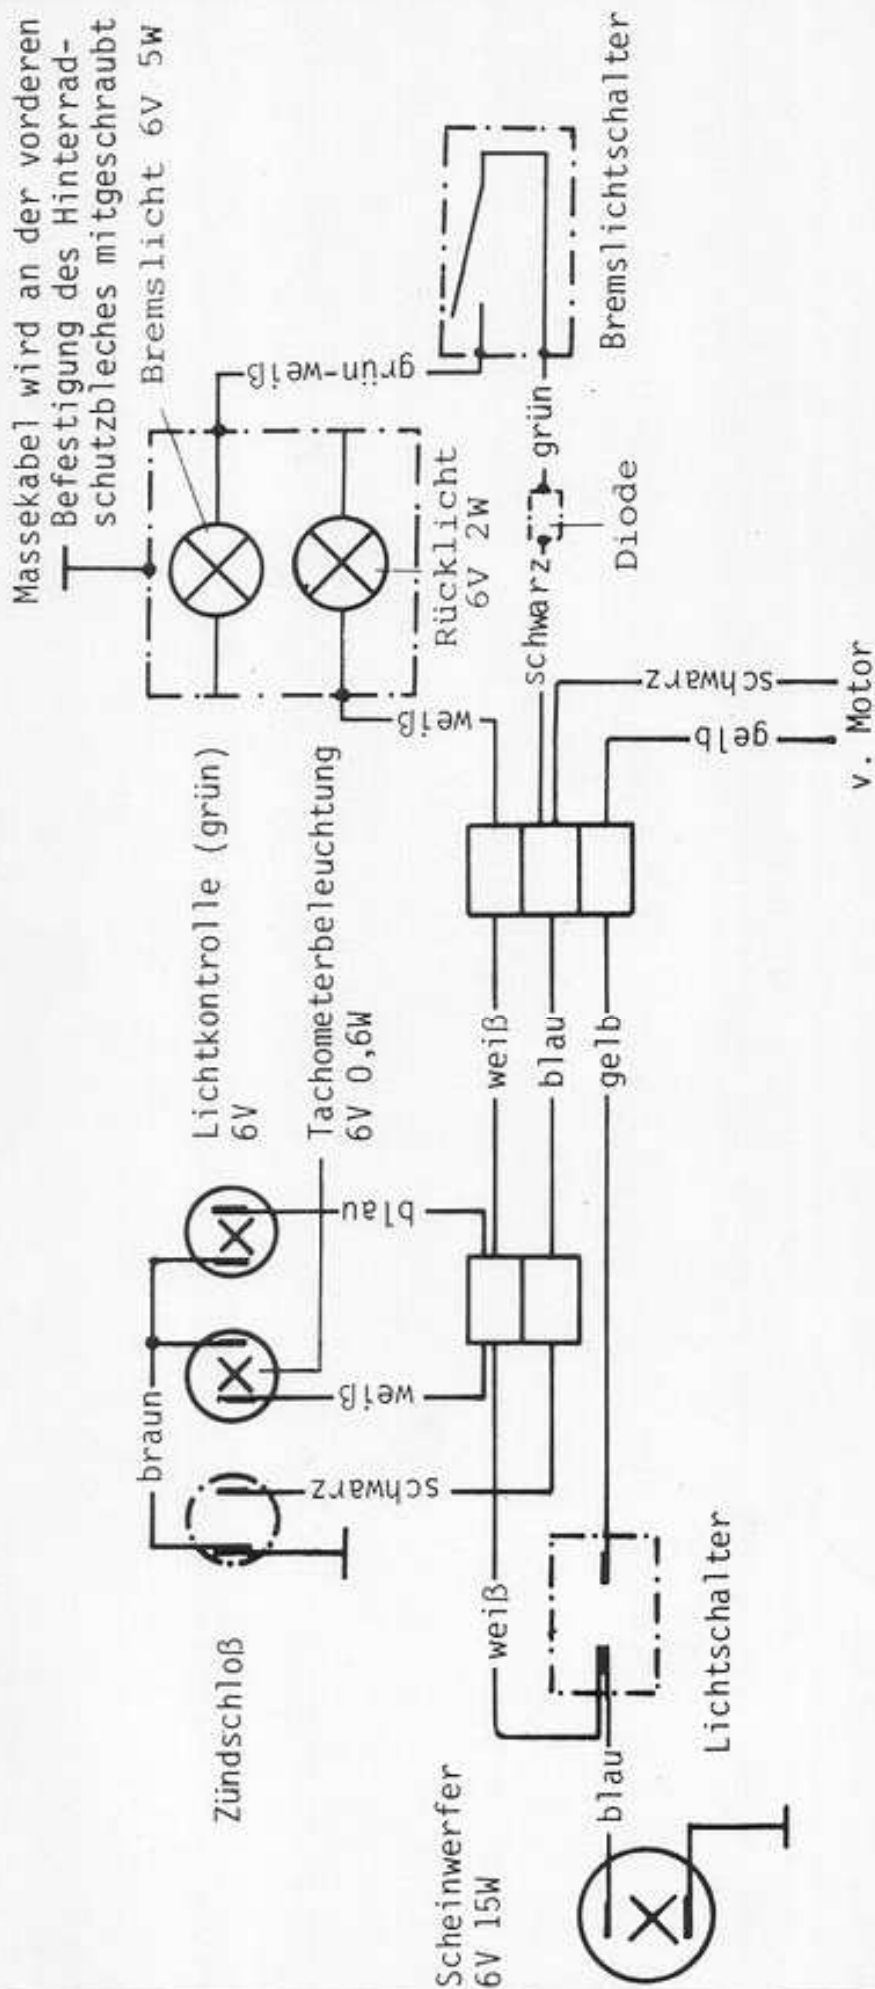 Massekabel wird an der vorderen
Befestigung des Hinterrad-
schutzbleches mitgeschraubt
Bremslicht 6V 5W
grün-weiß
Bremslichtschalter
Rücklicht
6V 2W
weiß
schwarz
grün
Diode
schwarz
gelb
v. Motor
Lichtkontrolle (grün)
6V
Tachometerbeleuchtung
6V 0,6W
braun
blau
weiß
schwarz
weiß
blau
gelb
Zündschloß
weiß
Lichtschalter
Scheinwerfer
6V 15W
blau